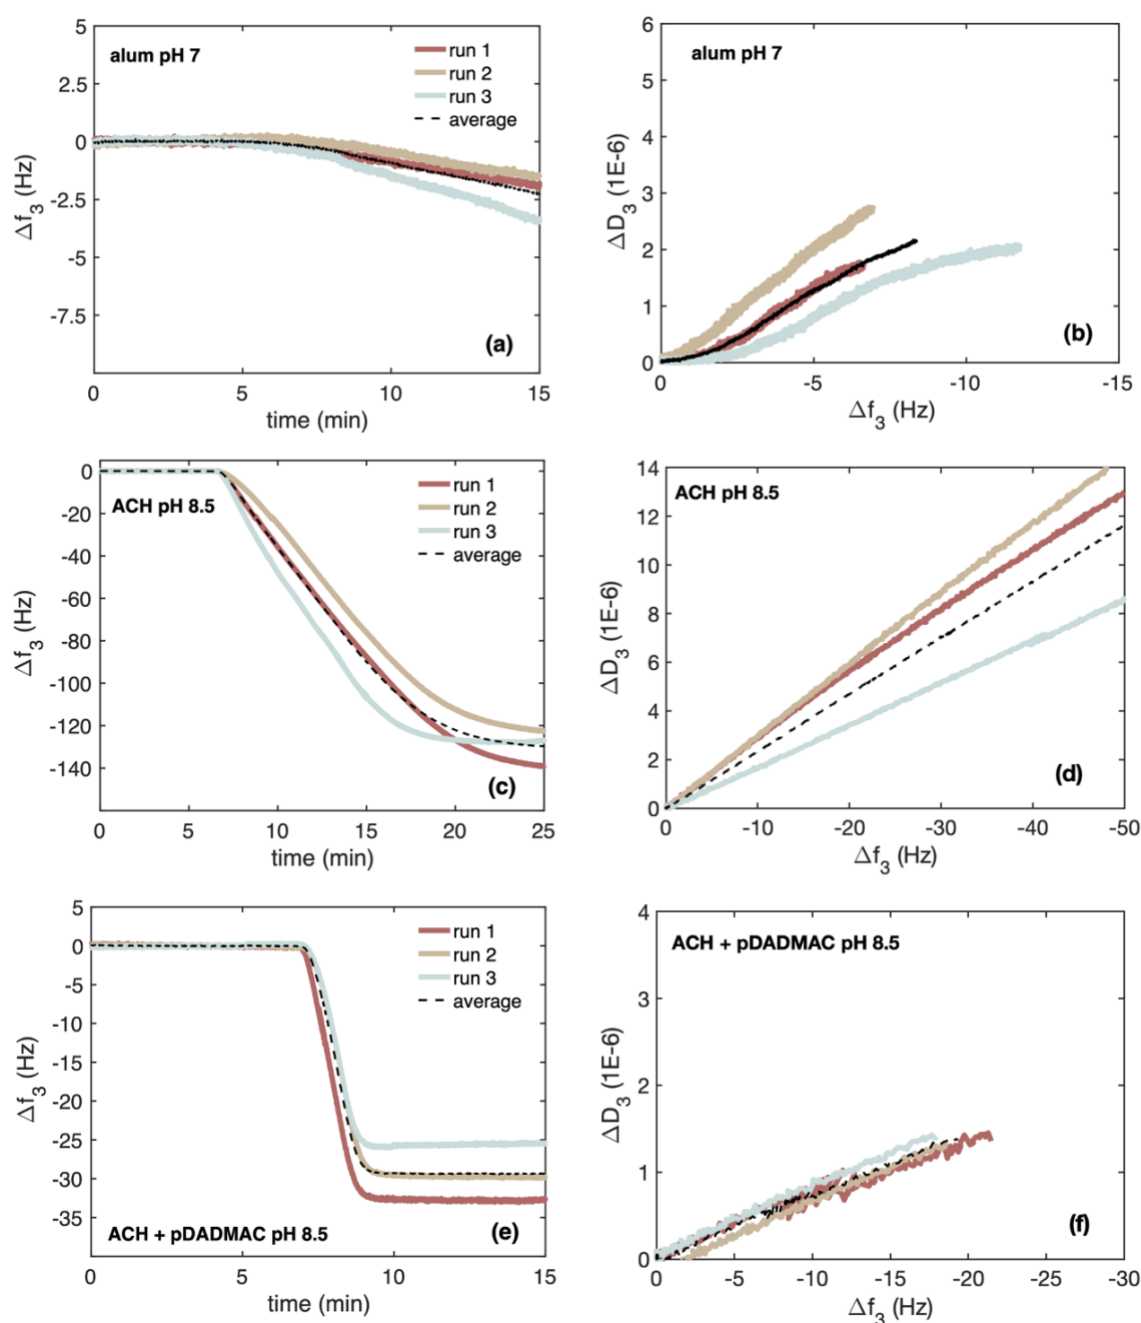 alum pH 7
run 1
run 2
run 3
average
5
2.5
0
-2.5
-5
-7.5
Δf3 (Hz)
(a)
0 5 10 15
time (min)
alum pH 7
6
5
4
3
2
1
0
ΔD3 (1E-6)
(b)
0 -5 -10 -15
Δf3 (Hz)
ACH pH 8.5
run 1
run 2
run 3
average
0
-20
-40
-60
-80
-100
-120
-140
Δf3 (Hz)
(c)
0 5 10 15 20 25
time (min)
ACH pH 8.5
14
12
10
8
6
4
2
0
ΔD3 (1E-6)
(d)
0 -10 -20 -30 -40 -50
Δf3 (Hz)
run 1
run 2
run 3
average
5
0
-5
-10
-15
-20
-25
-30
-35
Δf3 (Hz)
ACH + pDADMAC pH 8.5
(e)
0 5 10 15
time (min)
ACH + pDADMAC pH 8.5
4
3
2
1
0
ΔD3 (1E-6)
(f)
0 -5 -10 -15 -20 -25 -30
Δf3 (Hz)